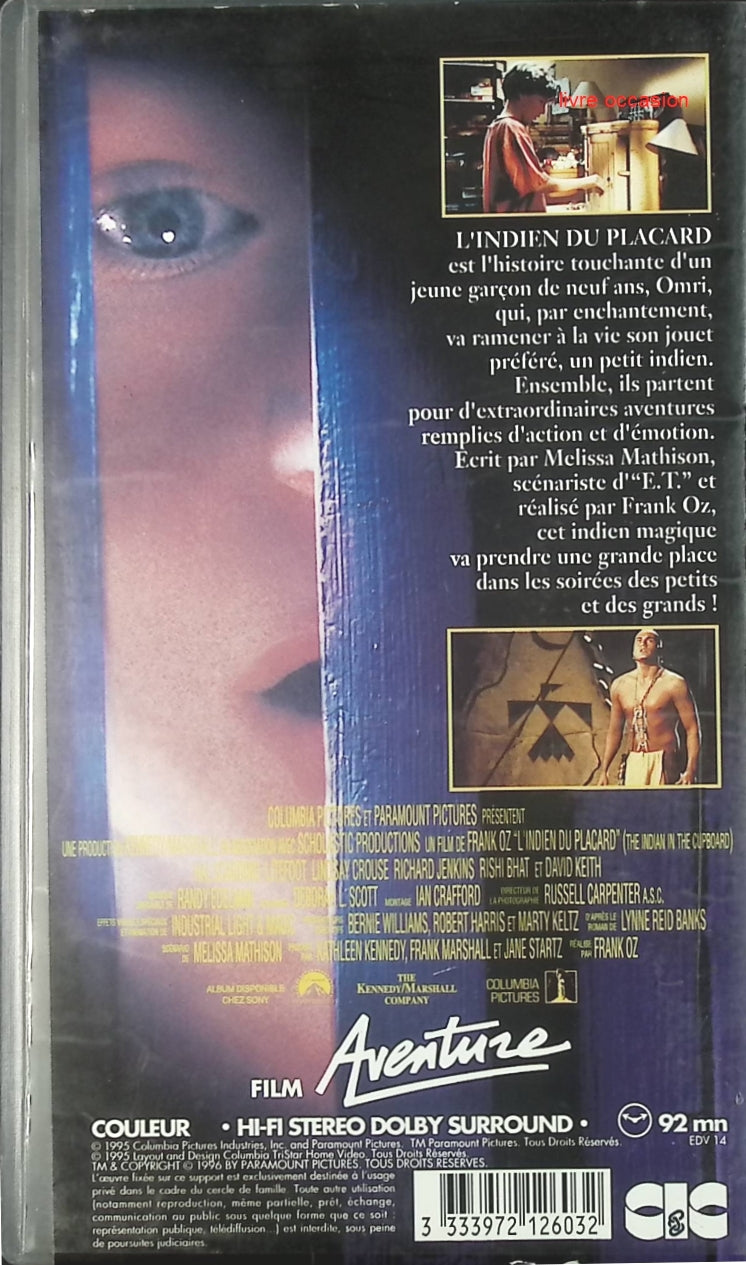 livre occasion
L'INDIEN DU PLACARD
est l'histoire touchante d'un
jeune garçon de neuf ans, Omri,
qui, par enchantement,
va ramener à la vie son jouet
préféré, un petit indien.
Ensemble, ils partent
pour d'extraordinaires aventures
remplies d'action et d'émotion.
Ecrit par Melissa Mathison,
scénariste d'“E.T.” et
réalisé par Frank Oz,
cet indien magique
va prendre une grande place
dans les soirées des petits
et des grands !
COLUMBIA PICTURES ET PARAMOUNT PICTURES PRÉSENTENT
UNE PRODUCTION SCHOLASTIC PRODUCTIONS UN FILM DE FRANK OZ "L'INDIEN DU PLACARD" (THE INDIAN IN THE CUPBOARD)
LINDSAY CROUSE RICHARD JENKINS RISHI BHAT ET DAVID KEITH
RANDY EDELMAN DEBORAH L. SCOTT MONTAGE IAN CRAFFORD DIRECTEUR DE LA PHOTOGRAPHIE RUSSELL CARPENTER A.S.C.
INDUSTRIAL LIGHT & MAGIC BERNIE WILLIAMS, ROBERT HARRIS ET MARTY KELTZ D'APRÈS LE ROMAN DE LYNNE REID BANKS
SCÉNARIO DE MELISSA MATHISON KATHLEEN KENNEDY, FRANK MARSHALL ET JANE STARTZ RÉALISÉ PAR FRANK OZ
ALBUM DISPONIBLE
CHEZ SONY
THE
KENNEDY/MARSHALL
COMPANY
COLUMBIA
PICTURES
FILM Aventure
COULEUR • HI-FI STEREO DOLBY SURROUND • 92 mn
EDV 14
© 1995 Columbia Pictures Industries, Inc. and Paramount Pictures. TM Paramount Pictures. Tous Droits Réservés.
© 1995 Layout and Design Columbia TriStar Home Video. Tous Droits Réservés.
TM & COPYRIGHT © 1996 BY PARAMOUNT PICTURES. TOUS DROITS RÉSERVÉS.
L'œuvre fixée sur ce support est exclusivement destinée à l'usage
privé dans le cadre du cercle de famille. Toute autre utilisation
(notamment reproduction, même partielle, prêt, échange,
communication au public sous quelque forme que ce soit :
représentation publique, télédiffusion...) est interdite, sous peine
de poursuites judiciaires.
3 333972 126032
CIC